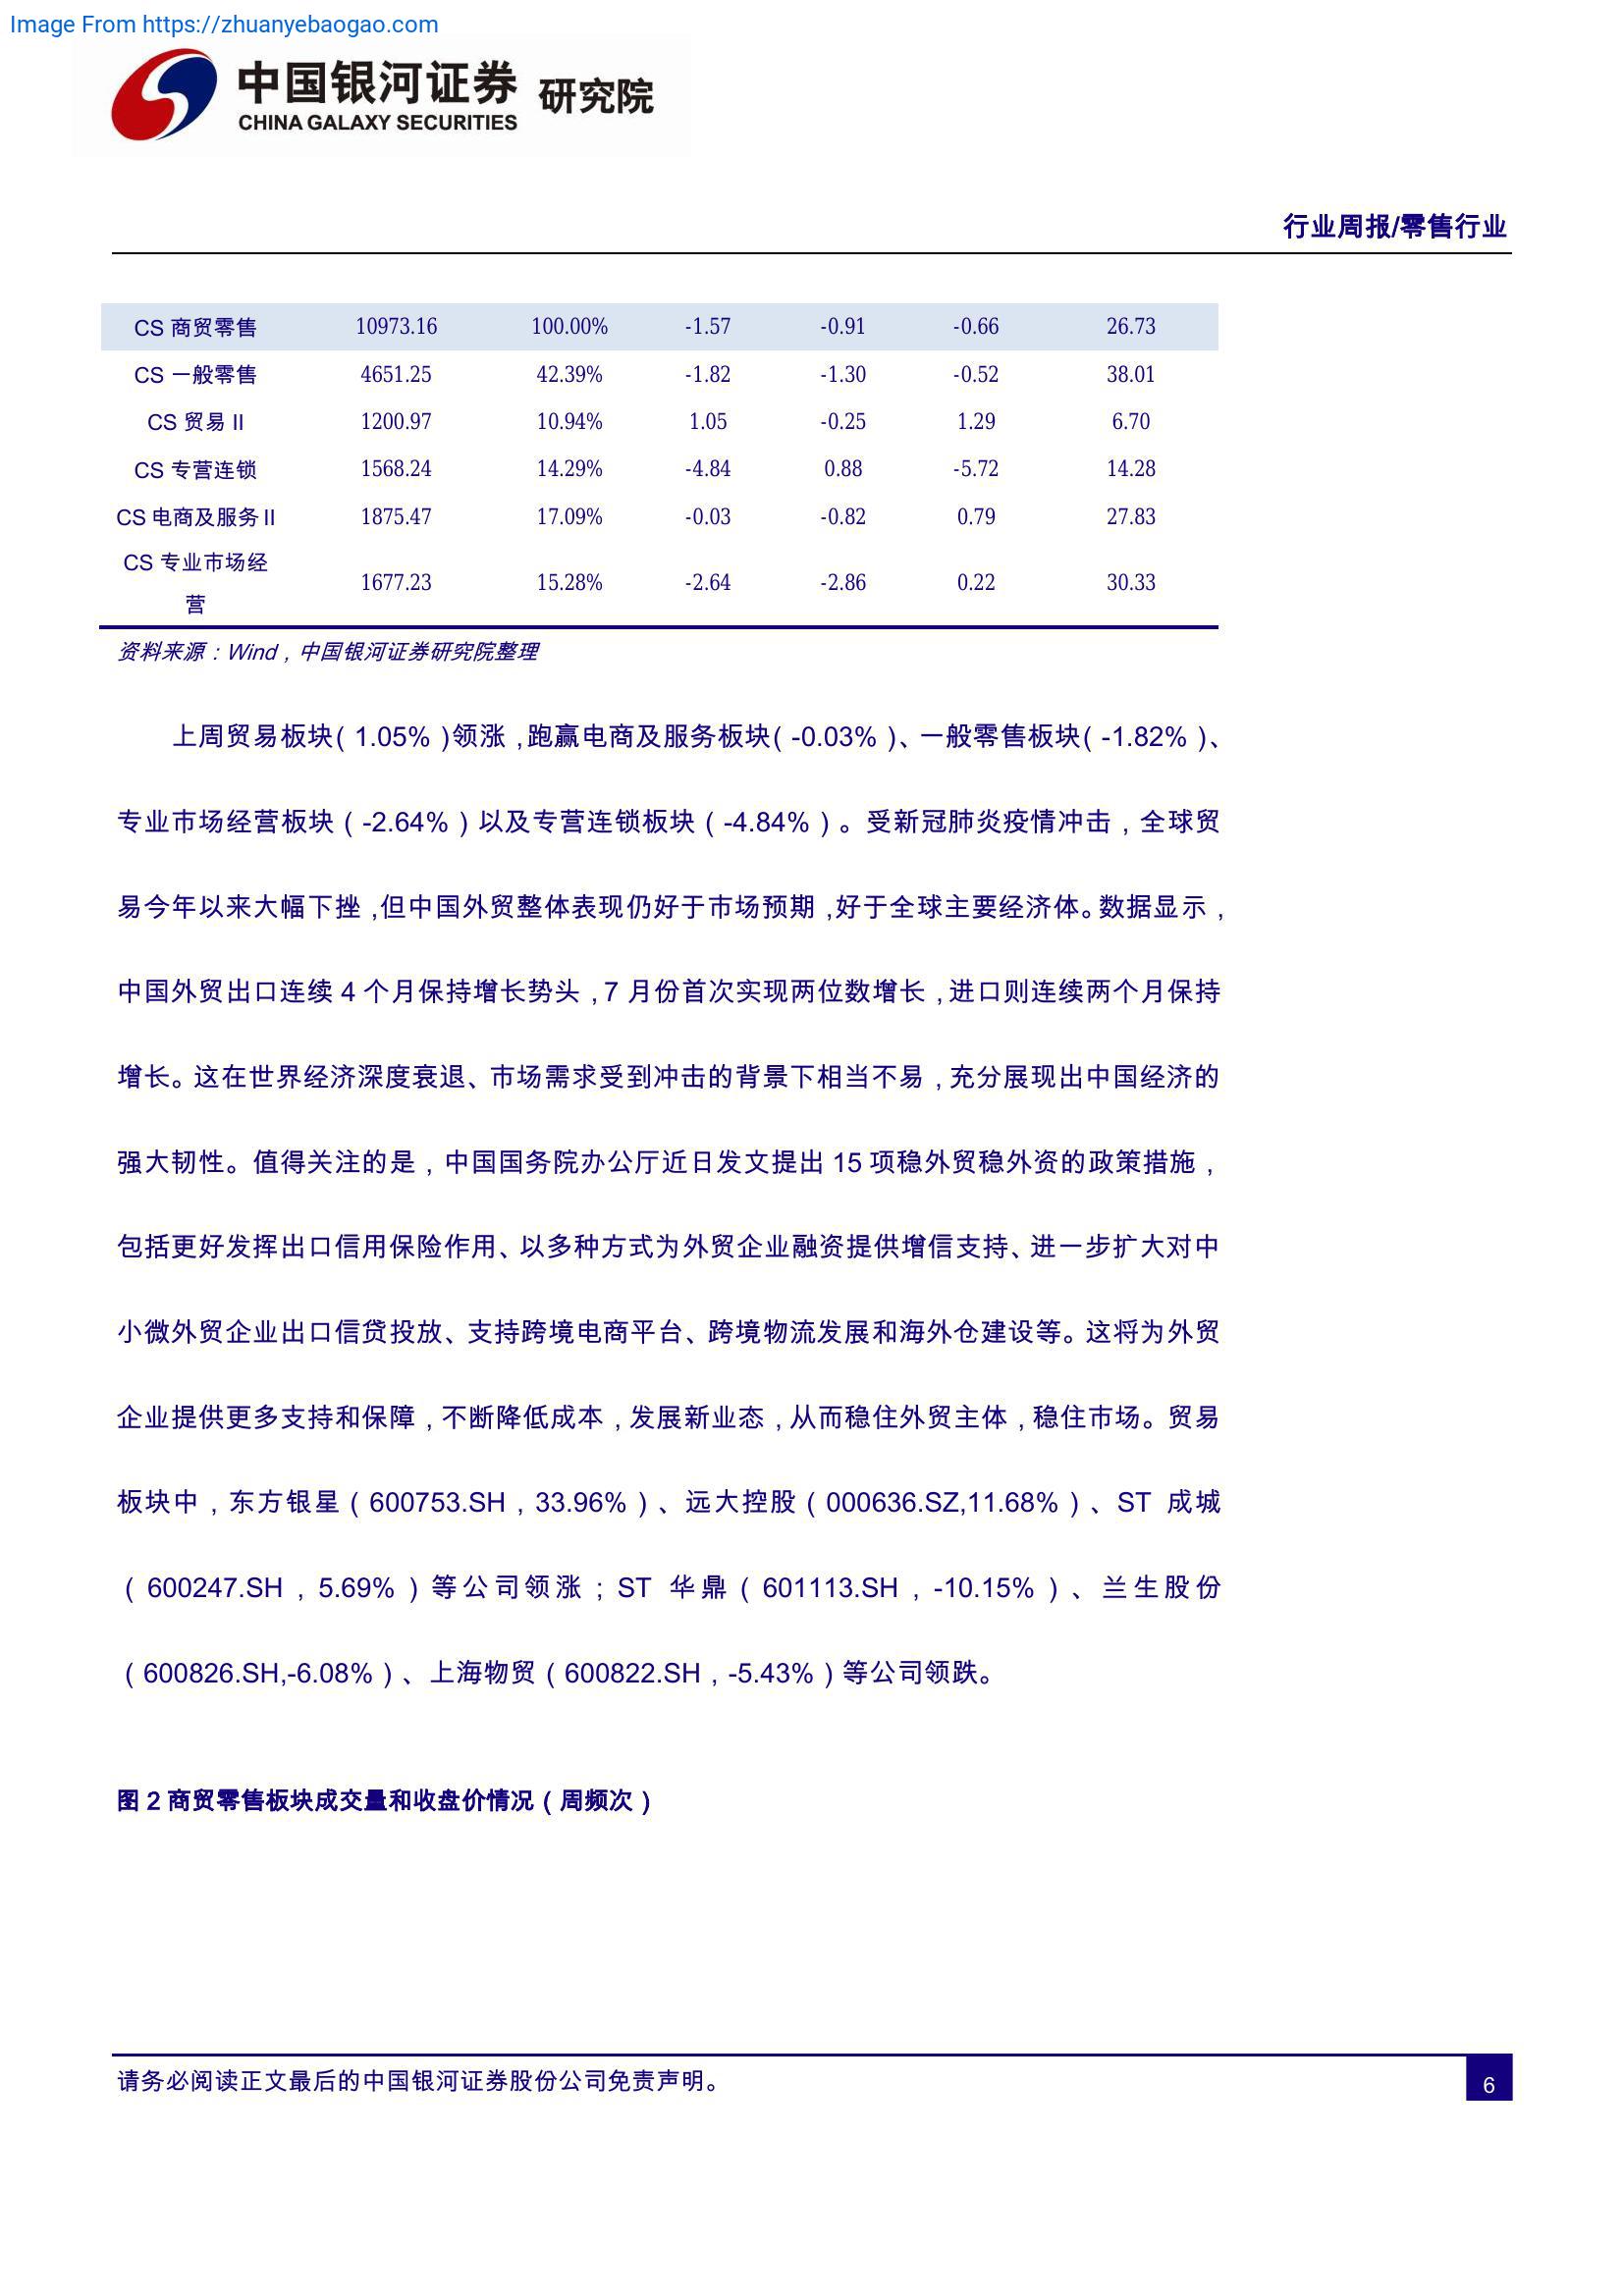 Image From https://zhuanyebaogao.com
中国银河证券 研究院
CHINA GALAXY SECURITIES
行业周报/零售行业
CS 商贸零售 10973.16 100.00% -1.57 -0.91 -0.66 26.73
CS 一般零售 4651.25 42.39% -1.82 -1.30 -0.52 38.01
CS 贸易 II 1200.97 10.94% 1.05 -0.25 1.29 6.70
CS 专营连锁 1568.24 14.29% -4.84 0.88 -5.72 14.28
CS 电商及服务 II 1875.47 17.09% -0.03 -0.82 0.79 27.83
CS 专业市场经
营 1677.23 15.28% -2.64 -2.86 0.22 30.33
资料来源：Wind，中国银河证券研究院整理
上周贸易板块（1.05%）领涨，跑赢电商及服务板块（-0.03%）、一般零售板块（-1.82%）、
专业市场经营板块（-2.64%）以及专营连锁板块（-4.84%）。受新冠肺炎疫情冲击，全球贸
易今年以来大幅下挫，但中国外贸整体表现仍好于市场预期，好于全球主要经济体。数据显示，
中国外贸出口连续 4 个月保持增长势头，7 月份首次实现两位数增长，进口则连续两个月保持
增长。这在世界经济深度衰退、市场需求受到冲击的背景下相当不易，充分展现出中国经济的
强大韧性。值得关注的是，中国国务院办公厅近日发文提出 15 项稳外贸稳外资的政策措施，
包括更好发挥出口信用保险作用、以多种方式为外贸企业融资提供增信支持、进一步扩大对中
小微外贸企业出口信贷投放、支持跨境电商平台、跨境物流发展和海外仓建设等。这将为外贸
企业提供更多支持和保障，不断降低成本，发展新业态，从而稳住外贸主体，稳住市场。贸易
板块中，东方银星（600753.SH，33.96%）、远大控股（000636.SZ,11.68%）、ST 成城
（600247.SH，5.69%）等公司领涨；ST 华鼎（601113.SH，-10.15%）、兰生股份
（600826.SH,-6.08%）、上海物贸（600822.SH，-5.43%）等公司领跌。
图 2 商贸零售板块成交量和收盘价情况（周频次）
请务必阅读正文最后的中国银河证券股份公司免责声明。
6